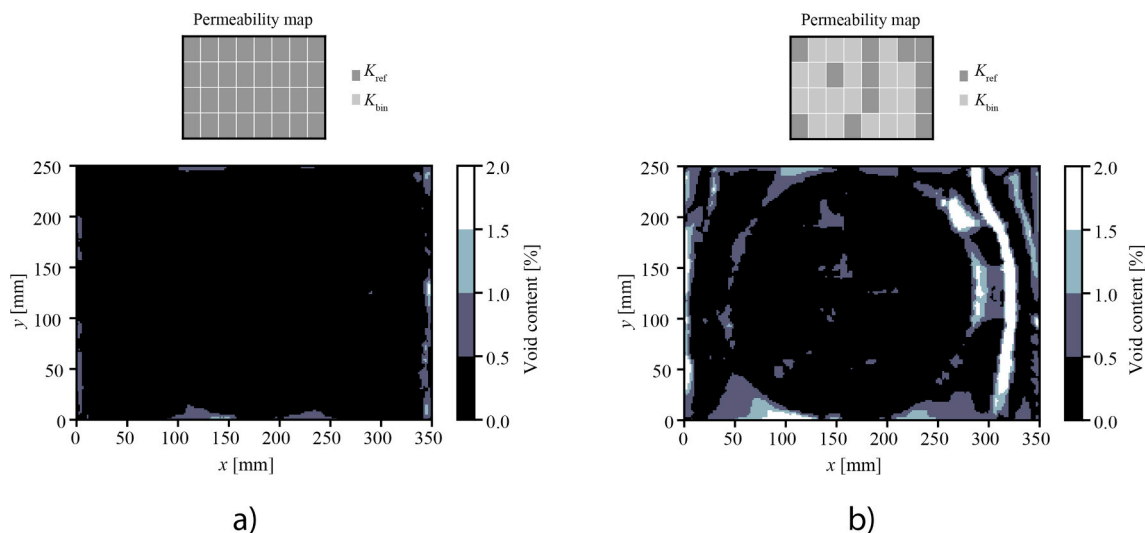 Permeability map
K_ref
K_bin
250
200
150
100
50
0
y [mm]
0 50 100 150 200 250 300 350
x [mm]
2.0
1.5
1.0
0.5
0.0
Void content [%]
a)
Permeability map
K_ref
K_bin
250
200
150
100
50
0
y [mm]
0 50 100 150 200 250 300 350
x [mm]
2.0
1.5
1.0
0.5
0.0
Void content [%]
b)